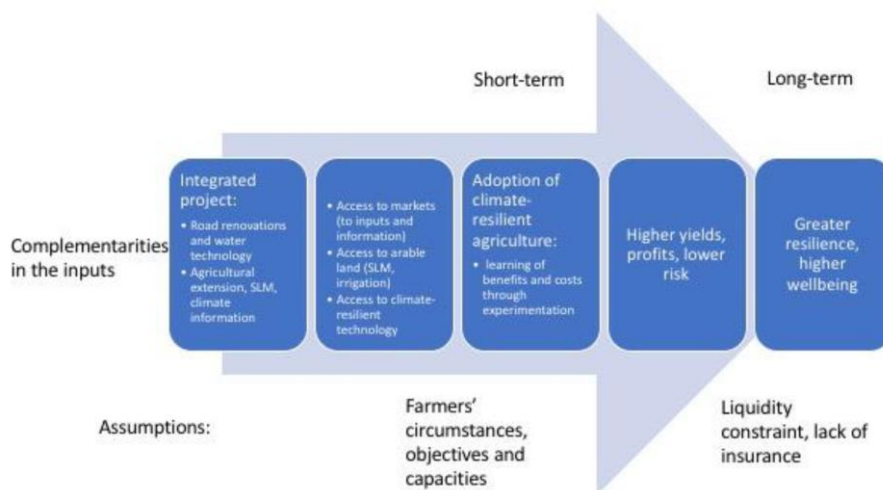 Short-term
Long-term
Complementarities
in the inputs
Integrated
project:
• Road renovations
and water
technology
• Agricultural
extension, SLM,
climate
information
• Access to markets
(to inputs and
information)
• Access to arable
land (SLM,
irrigation)
• Access to climate-
resilient
technology
Adoption of
climate-
resilient
agriculture:
• learning of
benefits and costs
through
experimentation
Higher yields,
profits, lower
risk
Greater
resilience,
higher
wellbeing
Assumptions:
Farmers'
circumstances,
objectives and
capacities
Liquidity
constraint, lack of
insurance